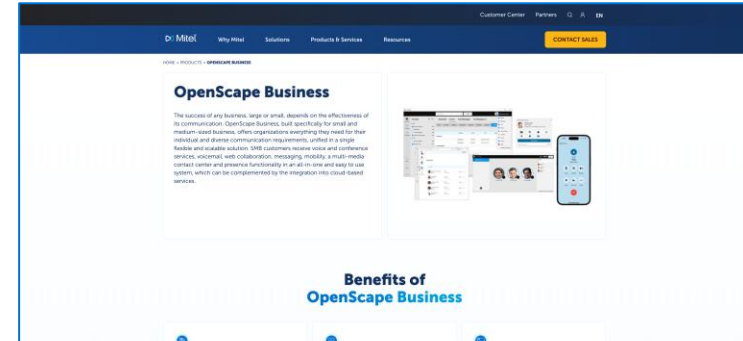 Customer Center Partners EN
Mitel Why Mitel Solutions Products & Services Resources CONTACT SALES
HOME > PRODUCTS > OPENSCAPE BUSINESS
OpenScape Business
The success of any business, large or small, depends on the effectiveness of
its communication. OpenScape Business, built specifically for small and
medium-sized business, offers organizations everything they need for their
individual and diverse communication requirements, unified in a single
flexible and scalable solution. SMB customers receive voice and conference
services, voicemail, web collaboration, messaging, mobility, a multi-media
contact center and presence functionality in an all-in-one and easy to use
system, which can be complemented by the integration into cloud-based
services.
Benefits of
OpenScape Business